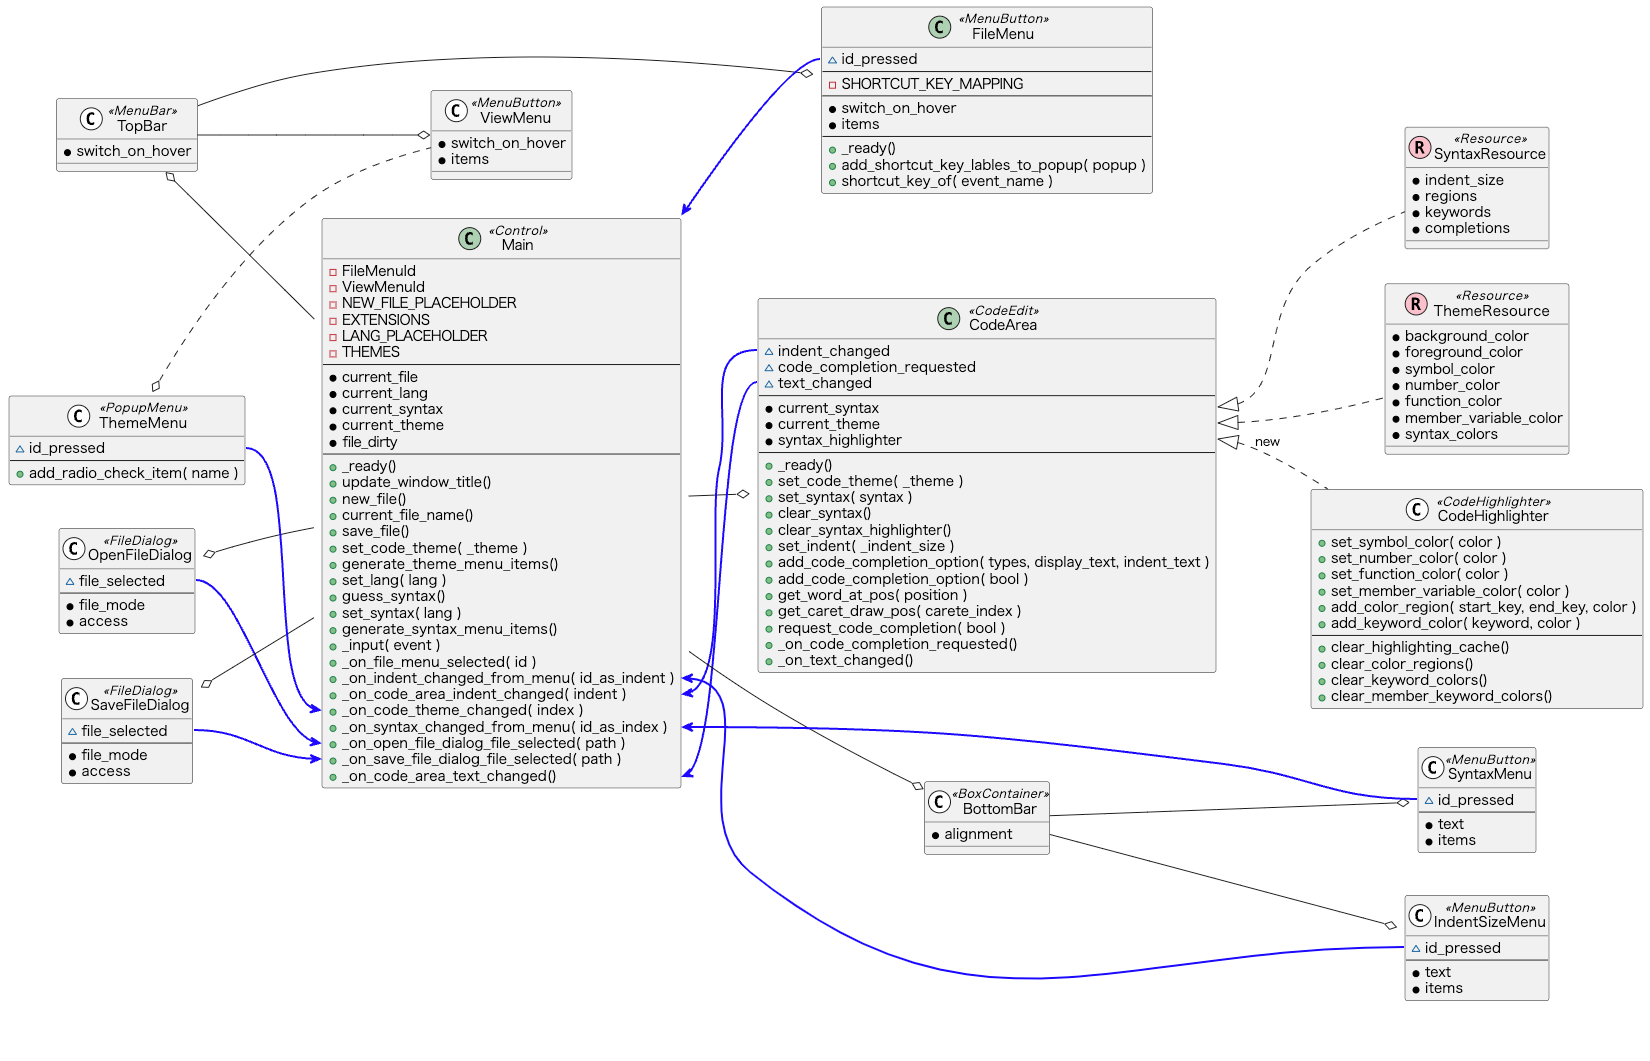 C «MenuButton»
FileMenu
id_pressed
SHORTCUT_KEY_MAPPING
switch_on_hover
items
_ready()
add_shortcut_key_lables_to_popup( popup )
shortcut_key_of( event_name )
C «MenuBar»
TopBar
switch_on_hover
C «MenuButton»
ViewMenu
switch_on_hover
items
R «Resource»
SyntaxResource
indent_size
regions
keywords
completions
C «Control»
Main
FileMenuId
ViewMenuId
NEW_FILE_PLACEHOLDER
EXTENSIONS
LANG_PLACEHOLDER
THEMES
current_file
current_lang
current_syntax
current_theme
file_dirty
_ready()
update_window_title()
new_file()
current_file_name()
save_file()
set_code_theme( _theme )
generate_theme_menu_items()
set_lang( lang )
guess_syntax()
set_syntax( lang )
generate_syntax_menu_items()
_input( event )
_on_file_menu_selected( id )
_on_indent_changed_from_menu( id_as_indent )
_on_code_area_indent_changed( indent )
_on_code_theme_changed( index )
_on_syntax_changed_from_menu( id_as_index )
_on_open_file_dialog_file_selected( path )
_on_save_file_dialog_file_selected( path )
_on_code_area_text_changed()
C «CodeEdit»
CodeArea
indent_changed
code_completion_requested
text_changed
current_syntax
current_theme
syntax_highlighter
_ready()
set_code_theme( _theme )
set_syntax( syntax )
clear_syntax()
clear_syntax_highlighter()
set_indent( _indent_size )
add_code_completion_option( types, display_text, indent_text )
add_code_completion_option( bool )
get_word_at_pos( position )
get_caret_draw_pos( carete_index )
request_code_completion( bool )
_on_code_completion_requested()
_on_text_changed()
R «Resource»
ThemeResource
background_color
foreground_color
symbol_color
number_color
function_color
member_variable_color
syntax_colors
new
C «PopupMenu»
ThemeMenu
id_pressed
add_radio_check_item( name )
C «CodeHighlighter»
CodeHighlighter
set_symbol_color( color )
set_number_color( color )
set_function_color( color )
set_member_variable_color( color )
add_color_region( start_key, end_key, color )
add_keyword_color( keyword, color )
clear_highlighting_cache()
clear_color_regions()
clear_keyword_colors()
clear_member_keyword_colors()
C «FileDialog»
OpenFileDialog
file_selected
file_mode
access
C «FileDialog»
SaveFileDialog
file_selected
file_mode
access
C «BoxContainer»
BottomBar
alignment
C «MenuButton»
SyntaxMenu
id_pressed
text
items
C «MenuButton»
IndentSizeMenu
id_pressed
text
items